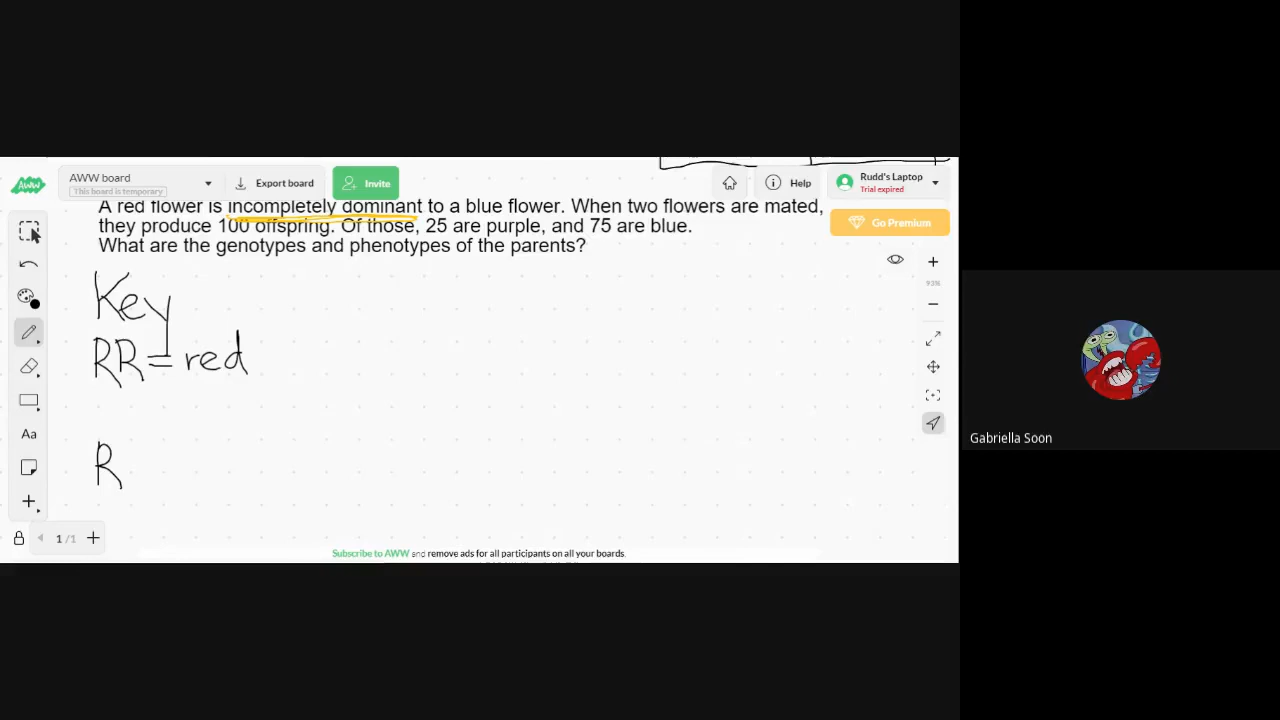 AWW
AWW board
This board is temporary
Export board
Invite
Help
Rudd's Laptop
Trial expired
Go Premium
A red flower is incompletely dominant to a blue flower. When two flowers are mated,
they produce 100 offspring. Of those, 25 are purple, and 75 are blue.
What are the genotypes and phenotypes of the parents?
Key
RR = red
R
93%
Aa
1 / 1
Subscribe to AWW and remove ads for all participants on all your boards.
Gabriella Soon